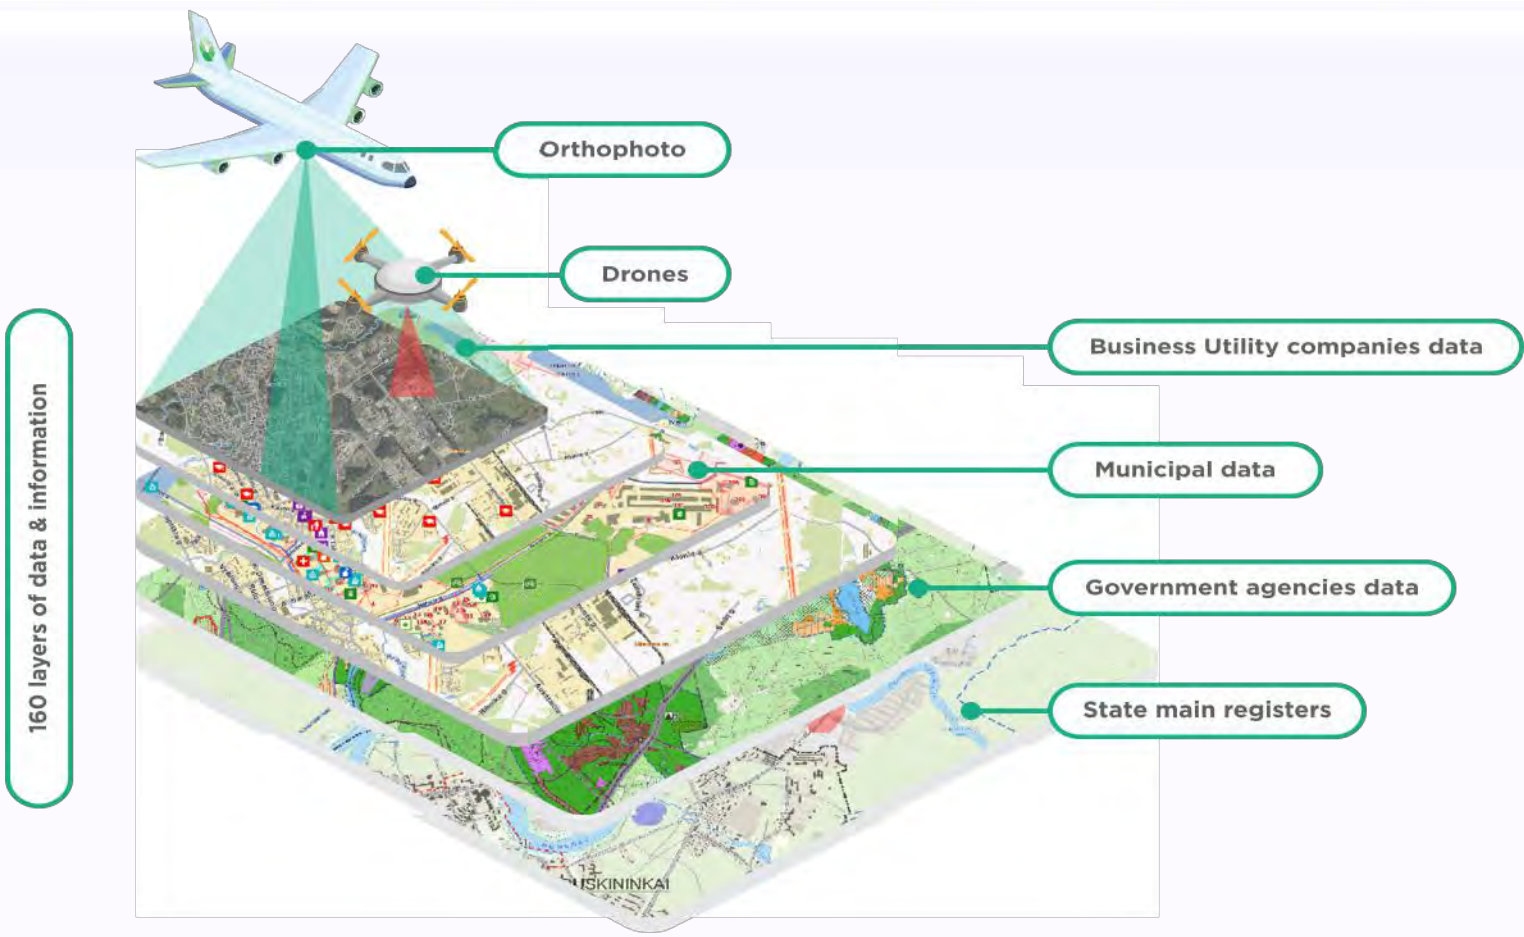 Orthophoto
Drones
Business Utility companies data
Municipal data
Government agencies data
State main registers
160 layers of data & information
USKININKAI